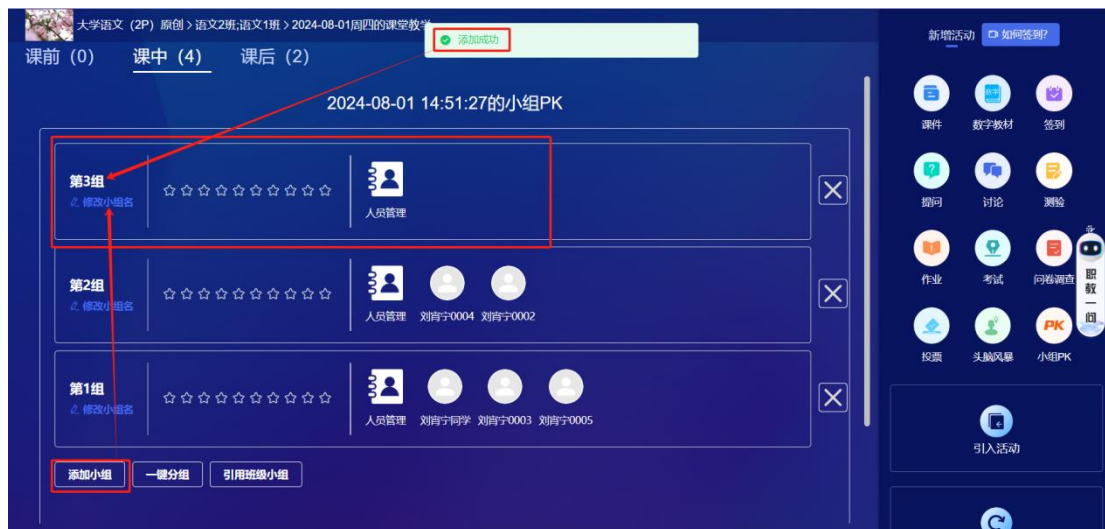 大学语文（2P）原创 > 语文2班;语文1班 > 2024-08-01周四的课堂教学
添加成功
课前（0） 课中（4） 课后（2）
2024-08-01 14:51:27的小组PK
第3组
修改小组名
人员管理
第2组
修改小组名
人员管理 刘肖宁0004 刘肖宁0002
第1组
修改小组名
人员管理 刘肖宁同学 刘肖宁0003 刘肖宁0005
添加小组 一键分组 引用班级小组
新增活动 如何签到?
课件 数字教材 签到
提问 讨论 测验
作业 考试 问卷调查
投票 头脑风暴 小组PK
职教一问
引入活动